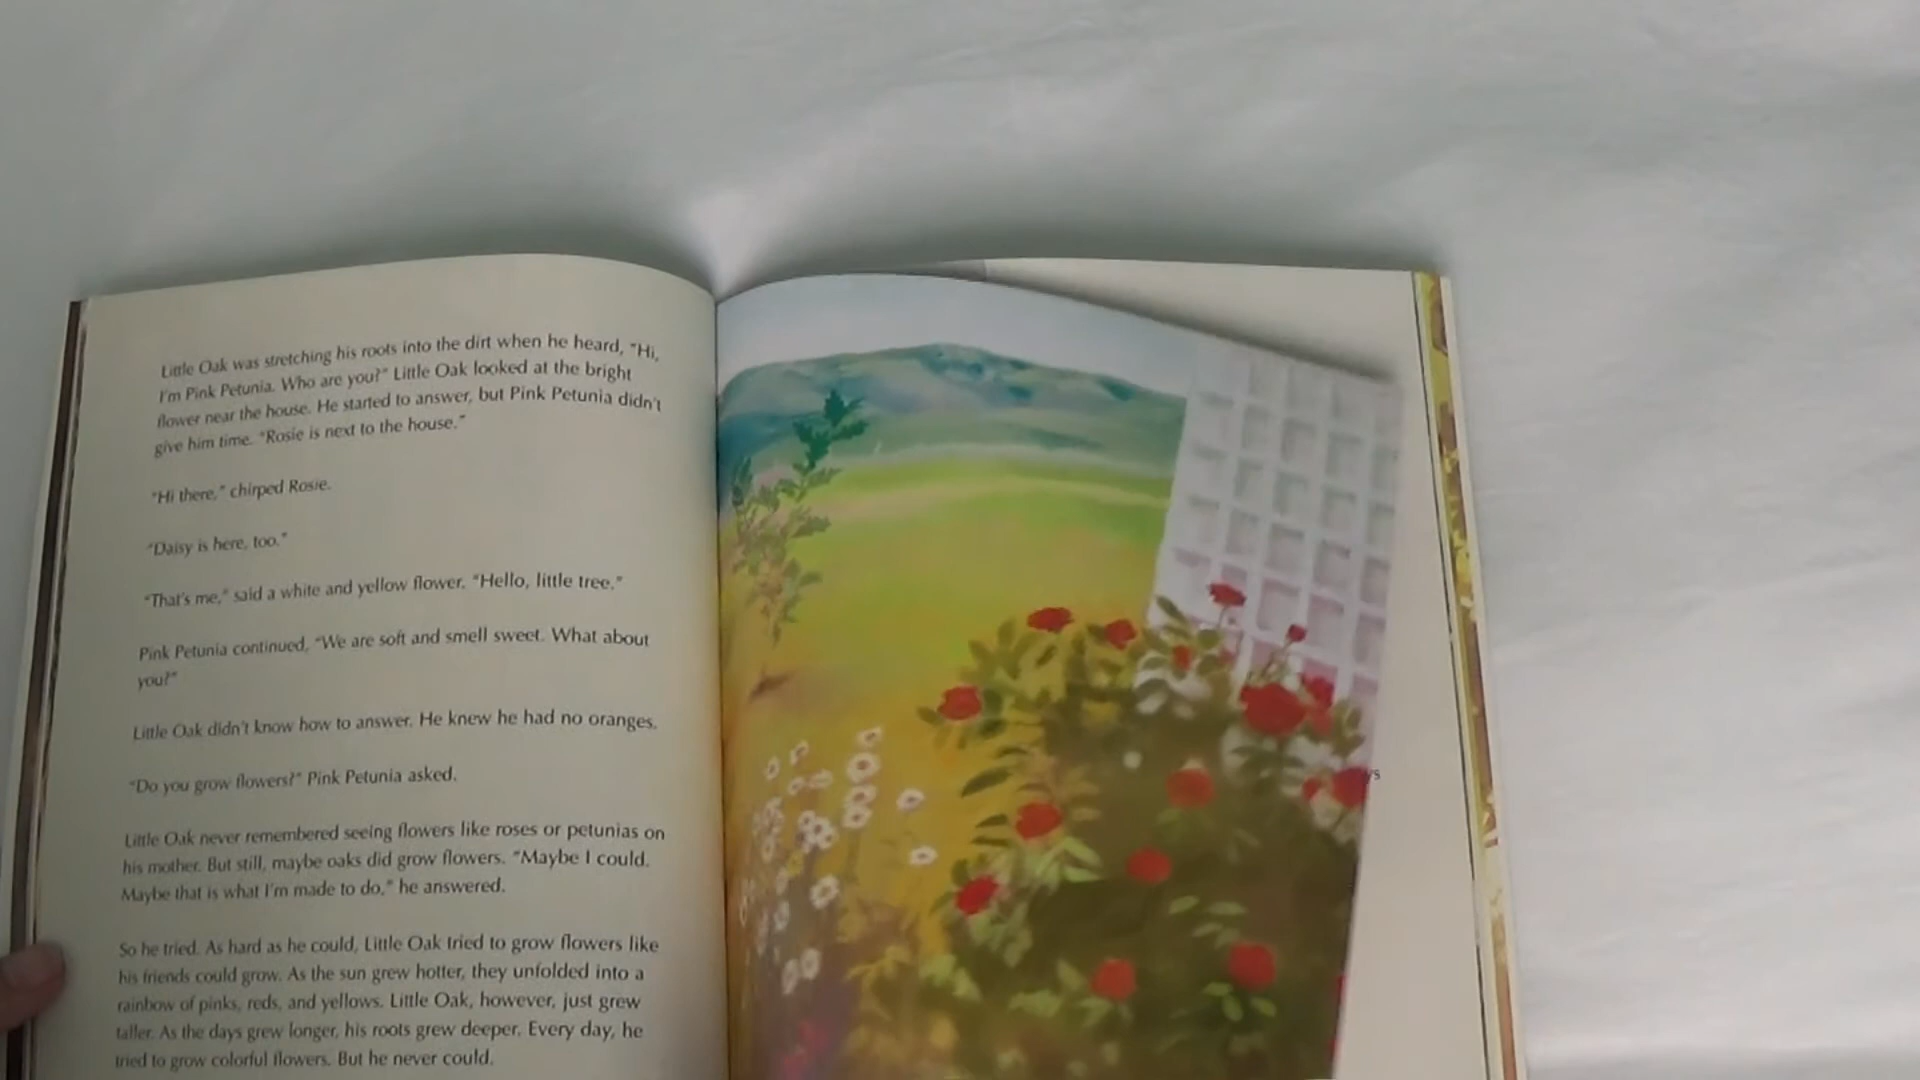 Little Oak was stretching his roots into the dirt when he heard, "Hi,
I'm Pink Petunia. Who are you?" Little Oak looked at the bright
flower near the house. He started to answer, but Pink Petunia didn't
give him time. "Rosie is next to the house."
"Hi there," chirped Rosie.
"Daisy is here, too."
"That's me," said a white and yellow flower. "Hello, little tree."
Pink Petunia continued, "We are soft and smell sweet. What about
you?"
Little Oak didn't know how to answer. He knew he had no oranges.
"Do you grow flowers?" Pink Petunia asked.
Little Oak never remembered seeing flowers like roses or petunias on
his mother. But still, maybe oaks did grow flowers. "Maybe I could.
Maybe that is what I'm made to do," he answered.
So he tried. As hard as he could, Little Oak tried to grow flowers like
his friends could grow. As the sun grew hotter, they unfolded into a
rainbow of pinks, reds, and yellows. Little Oak, however, just grew
taller. As the days grew longer, his roots grew deeper. Every day, he
tried to grow colorful flowers. But he never could.